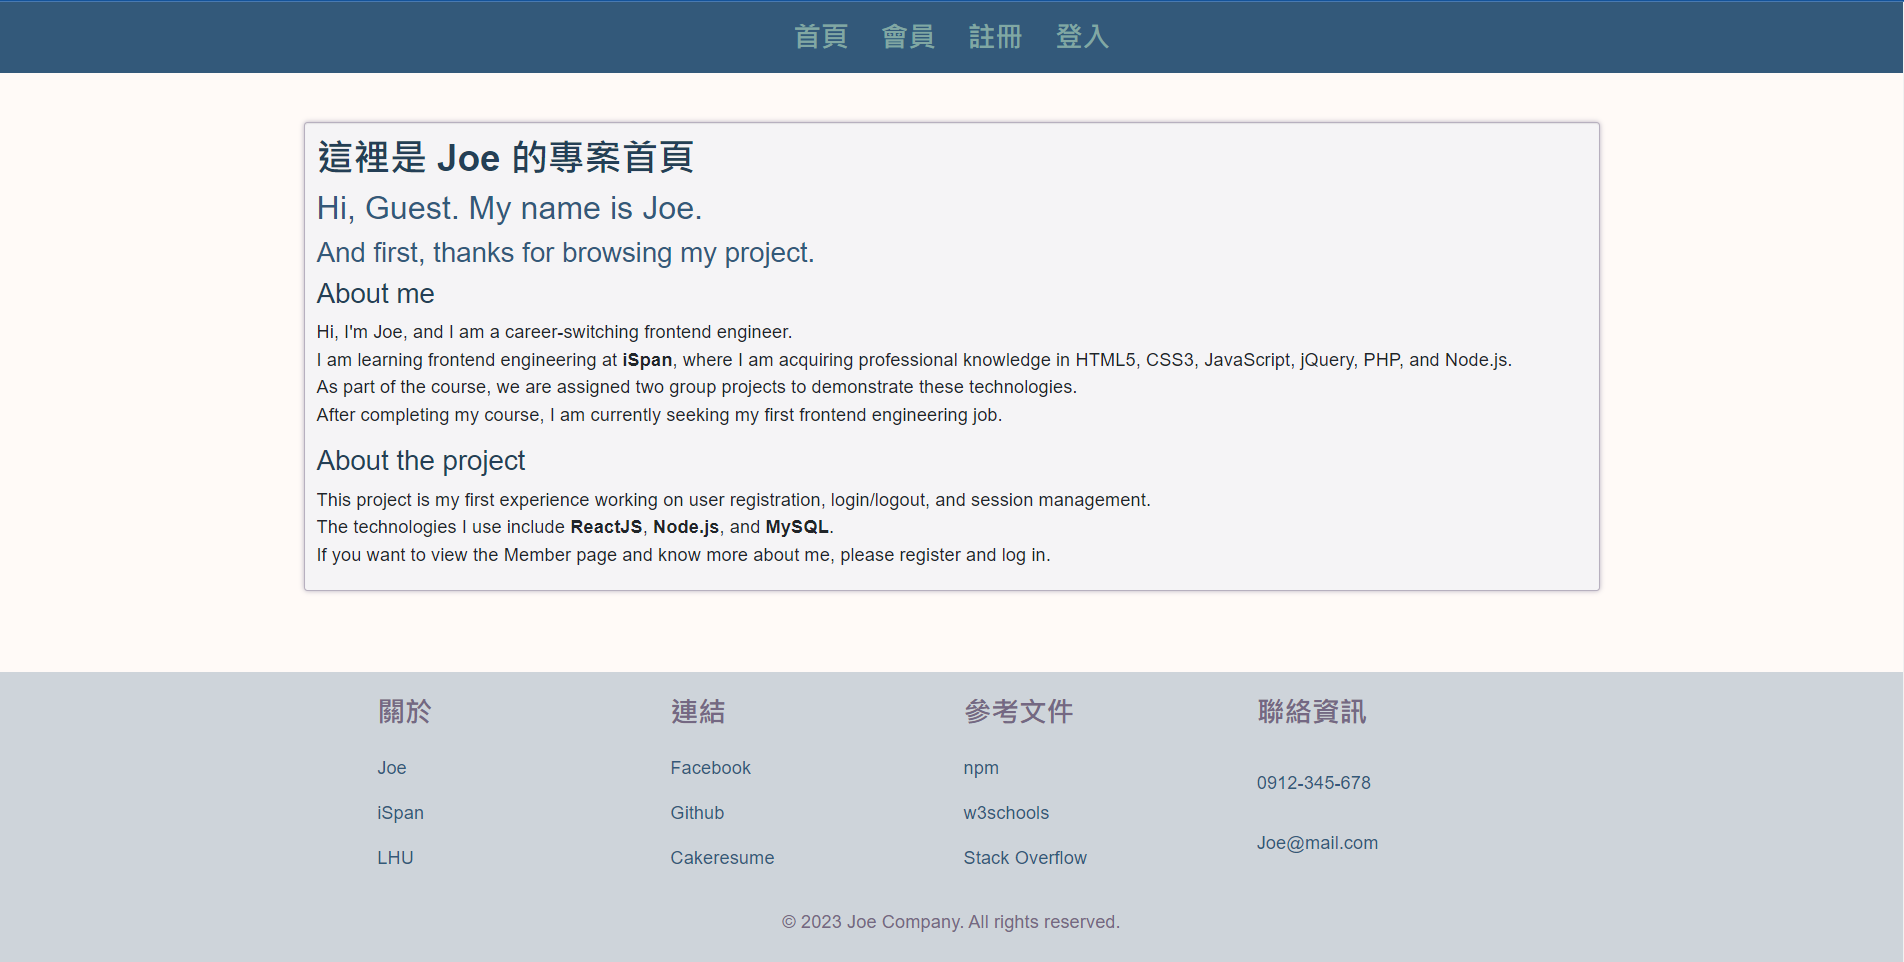 首頁 會員 註冊 登入
這裡是 Joe 的專案首頁
Hi, Guest. My name is Joe.
And first, thanks for browsing my project.
About me
Hi, I'm Joe, and I am a career-switching frontend engineer.
I am learning frontend engineering at iSpan, where I am acquiring professional knowledge in HTML5, CSS3, JavaScript, jQuery, PHP, and Node.js.
As part of the course, we are assigned two group projects to demonstrate these technologies.
After completing my course, I am currently seeking my first frontend engineering job.
About the project
This project is my first experience working on user registration, login/logout, and session management.
The technologies I use include ReactJS, Node.js, and MySQL.
If you want to view the Member page and know more about me, please register and log in.
關於
Joe
iSpan
LHU
連結
Facebook
Github
Cakeresume
參考文件
npm
w3schools
Stack Overflow
聯絡資訊
0912-345-678
Joe@mail.com
© 2023 Joe Company. All rights reserved.